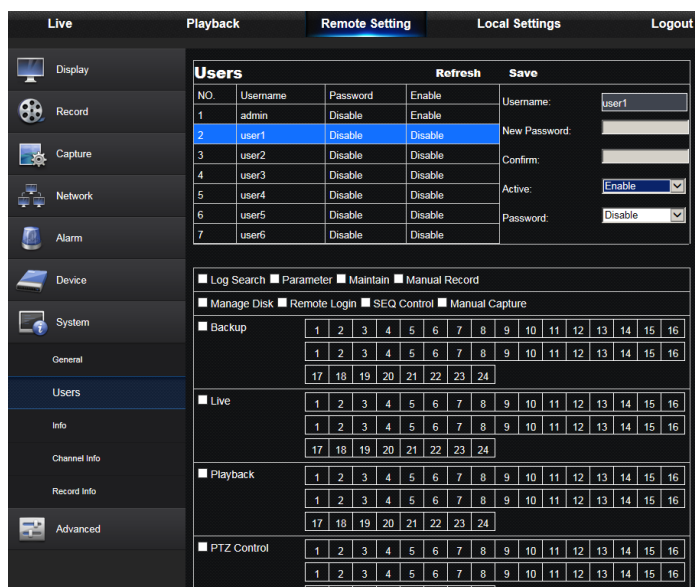 Live Playback Remote Setting Local Settings Logout
Display
Record
Capture
Network
Alarm
Device
System
General
Users
Info
Channel Info
Record Info
Advanced
Users Refresh Save
NO. Username Password Enable
1 admin Disable Enable
2 user1 Disable Disable
3 user2 Disable Disable
4 user3 Disable Disable
5 user4 Disable Disable
6 user5 Disable Disable
7 user6 Disable Disable
Username: user1
New Password:
Confirm:
Active: Enable
Password: Disable
Log Search Parameter Maintain Manual Record
Manage Disk Remote Login SEQ Control Manual Capture
Backup 1 2 3 4 5 6 7 8 9 10 11 12 13 14 15 16
1 2 3 4 5 6 7 8 9 10 11 12 13 14 15 16
17 18 19 20 21 22 23 24
Live 1 2 3 4 5 6 7 8 9 10 11 12 13 14 15 16
1 2 3 4 5 6 7 8 9 10 11 12 13 14 15 16
17 18 19 20 21 22 23 24
Playback 1 2 3 4 5 6 7 8 9 10 11 12 13 14 15 16
1 2 3 4 5 6 7 8 9 10 11 12 13 14 15 16
17 18 19 20 21 22 23 24
PTZ Control 1 2 3 4 5 6 7 8 9 10 11 12 13 14 15 16
1 2 3 4 5 6 7 8 9 10 11 12 13 14 15 16